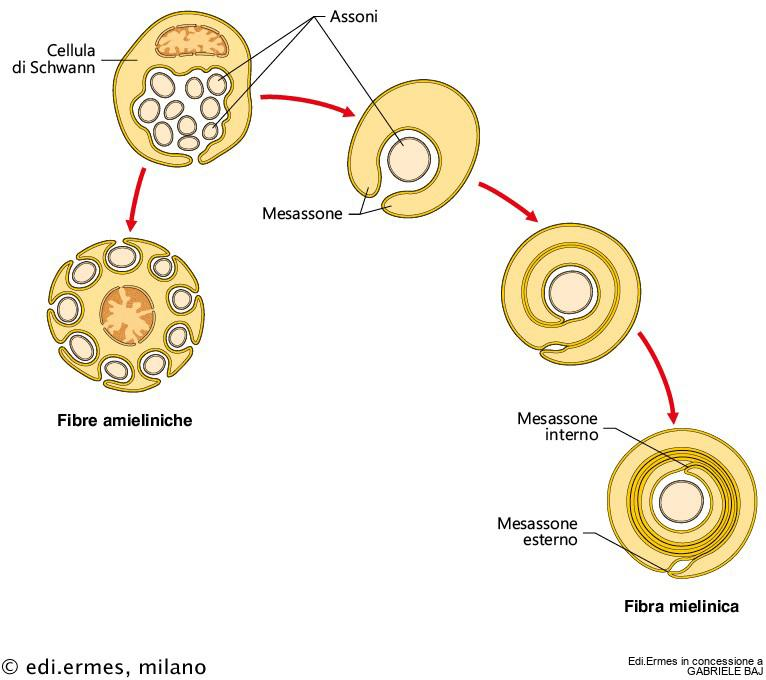 Assoni
Cellula
di Schwann
Mesassone
Fibre amieliniche
Mesassone
interno
Mesassone
esterno
Fibra mielinica
© edi.ermes, milano
Edi.Ermes in concessione a
GABRIELE BAJ